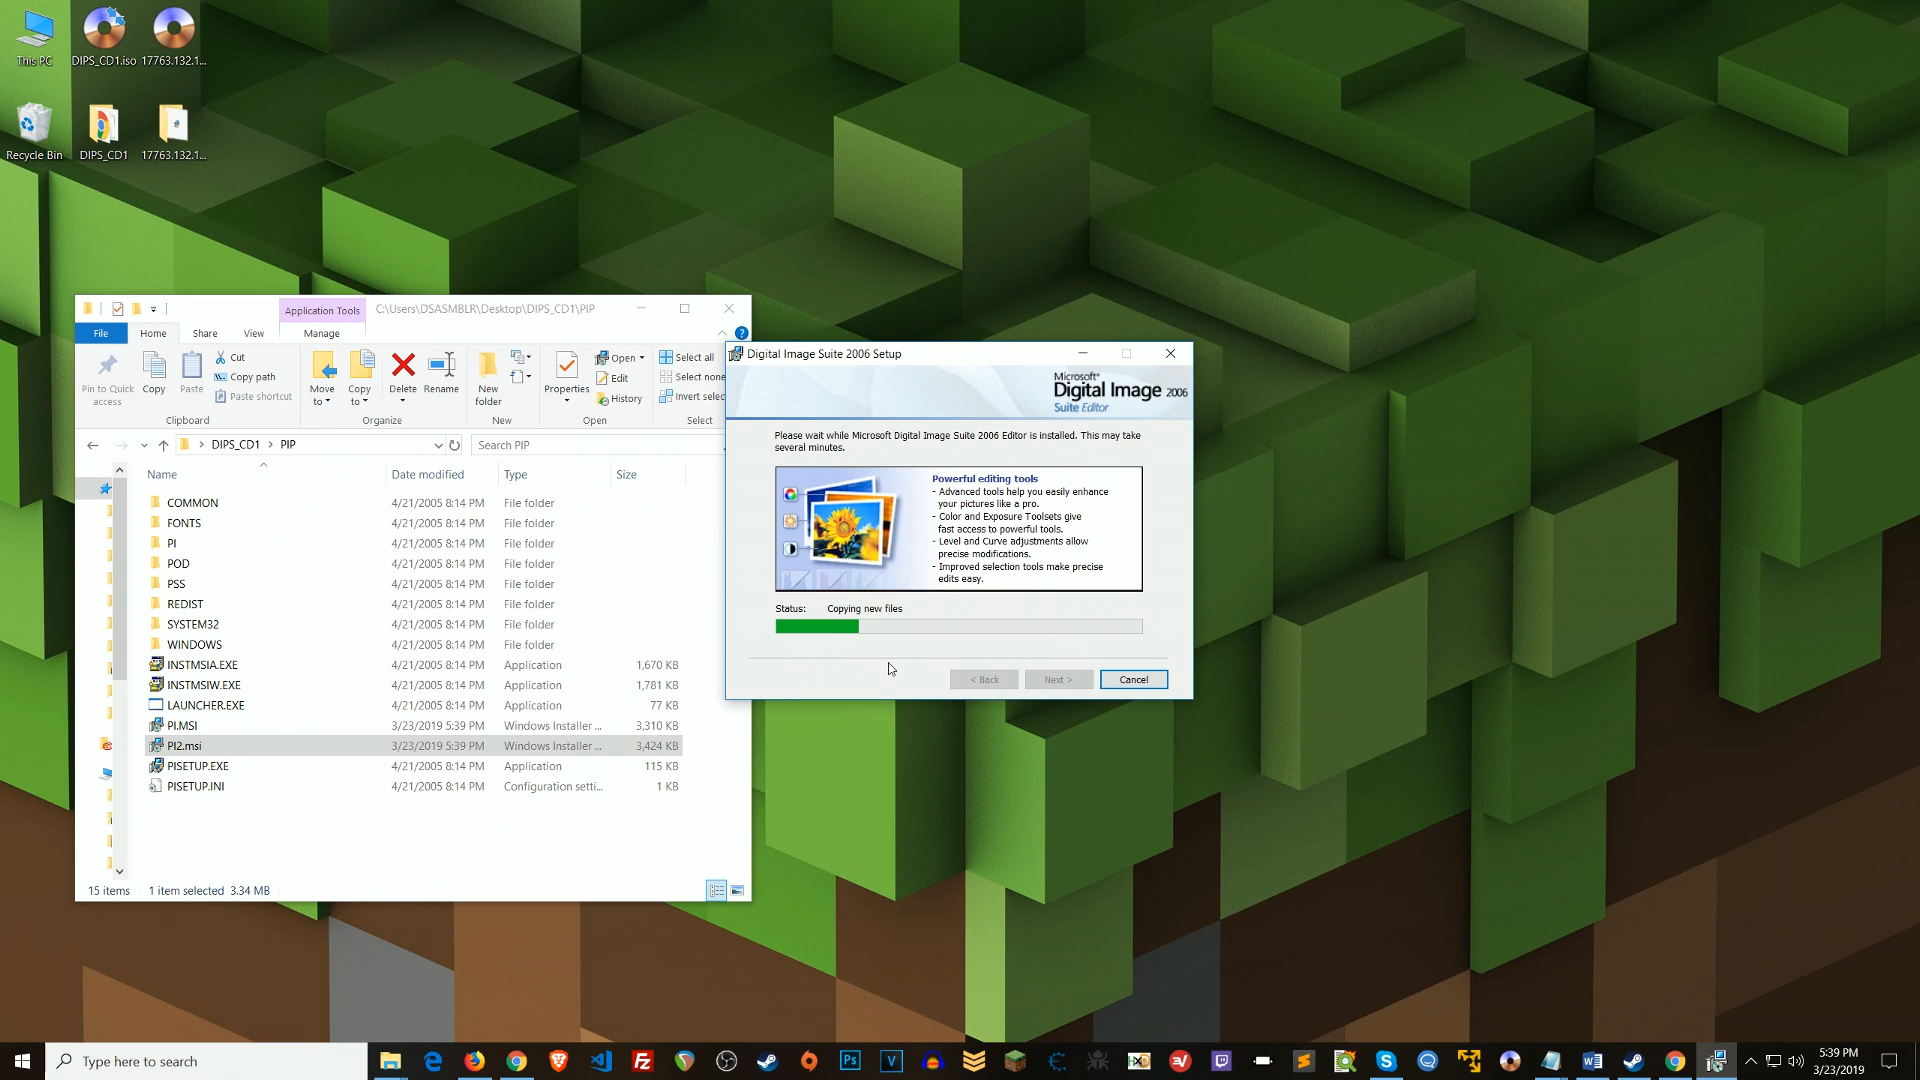 This PC
DIPS_CD1.iso
17763.132.1...
Recycle Bin
DIPS_CD1
17763.132.1...
Application Tools
C:\Users\DSASMBLR\Desktop\DIPS_CD1\PIP
File
Home
Share
View
Manage
Pin to Quick access
Copy
Paste
Cut
Copy path
Paste shortcut
Clipboard
Move to
Copy to
Delete
Rename
Organize
New folder
New
Properties
Open
Edit
History
Open
Select all
Select none
Invert selec
Select
DIPS_CD1 > PIP
Search PIP
Name Date modified Type Size
COMMON 4/21/2005 8:14 PM File folder
FONTS 4/21/2005 8:14 PM File folder
PI 4/21/2005 8:14 PM File folder
POD 4/21/2005 8:14 PM File folder
PSS 4/21/2005 8:14 PM File folder
REDIST 4/21/2005 8:14 PM File folder
SYSTEM32 4/21/2005 8:14 PM File folder
WINDOWS 4/21/2005 8:14 PM File folder
INSTMSIA.EXE 4/21/2005 8:14 PM Application 1,670 KB
INSTMSIW.EXE 4/21/2005 8:14 PM Application 1,781 KB
LAUNCHER.EXE 4/21/2005 8:14 PM Application 77 KB
PI.MSI 3/23/2019 5:39 PM Windows Installer ... 3,310 KB
PI2.msi 3/23/2019 5:39 PM Windows Installer ... 3,424 KB
PISETUP.EXE 4/21/2005 8:14 PM Application 115 KB
PISETUP.INI 4/21/2005 8:14 PM Configuration setti... 1 KB
15 items 1 item selected 3.34 MB
Digital Image Suite 2006 Setup
Microsoft®
Digital Image 2006
Suite Editor
Please wait while Microsoft Digital Image Suite 2006 Editor is installed. This may take
several minutes.
Powerful editing tools
- Advanced tools help you easily enhance
your pictures like a pro.
- Color and Exposure Toolsets give
fast access to powerful tools.
- Level and Curve adjustments allow
precise modifications.
- Improved selection tools make precise
edits easy.
Status: Copying new files
< Back
Next >
Cancel
Type here to search
5:39 PM
3/23/2019